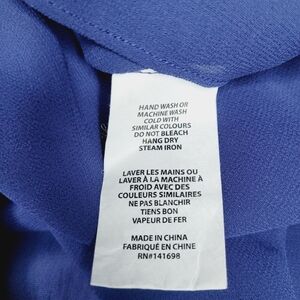 HAND WASH OR
MACHINE WASH
COLD WITH
SIMILAR COLOURS
DO NOT BLEACH
HANG DRY
STEAM IRON
LAVER LES MAINS OU
LAVER À LA MACHINE À
FROID AVEC DES
COULEURS SIMILAIRES
NE PAS BLANCHIR
TIENS BON
VAPEUR DE FER
MADE IN CHINA
FABRIQUÉ EN CHINE
RN#141698